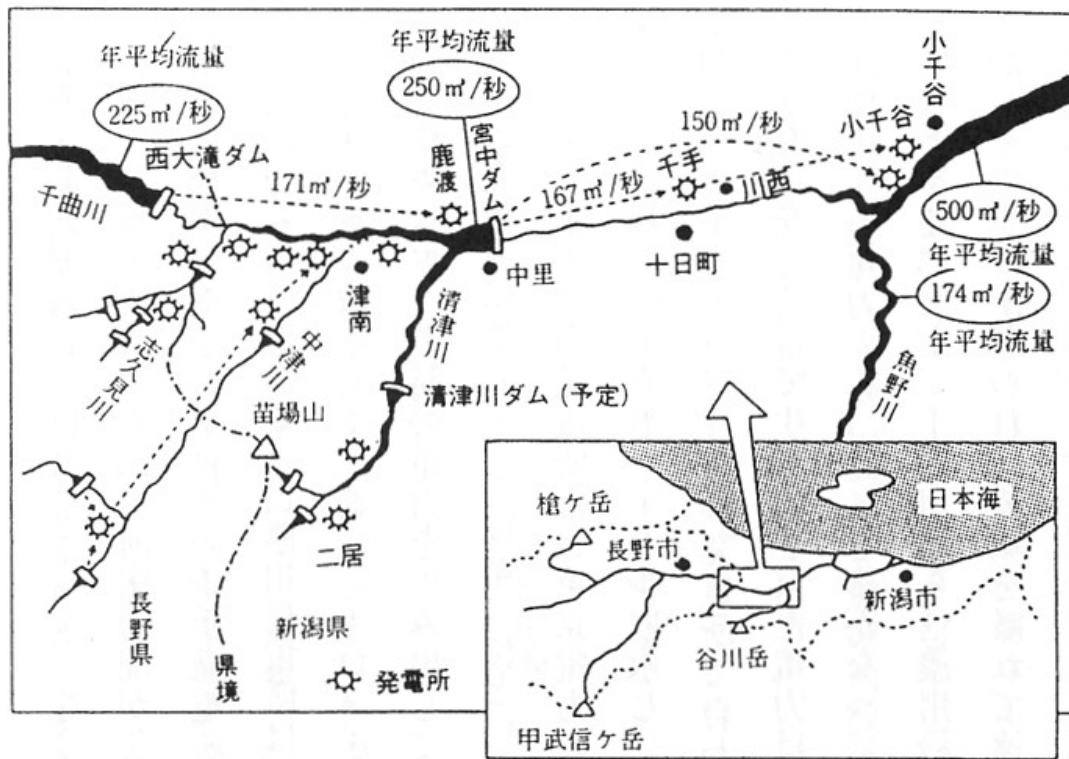 年平均流量
225㎥/秒
西大滝ダム
千曲川
171㎥/秒
年平均流量
250㎥/秒
宮中ダム
鹿渡
167㎥/秒
150㎥/秒
千手
川西
小千谷
小千谷
500㎥/秒
年平均流量
174㎥/秒
年平均流量
魚野川
十日町
中里
津南
清津川
中津川
志久見川
清津川ダム(予定)
苗場山
二居
長野県
新潟県
県境
発電所
日本海
槍ケ岳
長野市
新潟市
谷川岳
甲武信ケ岳